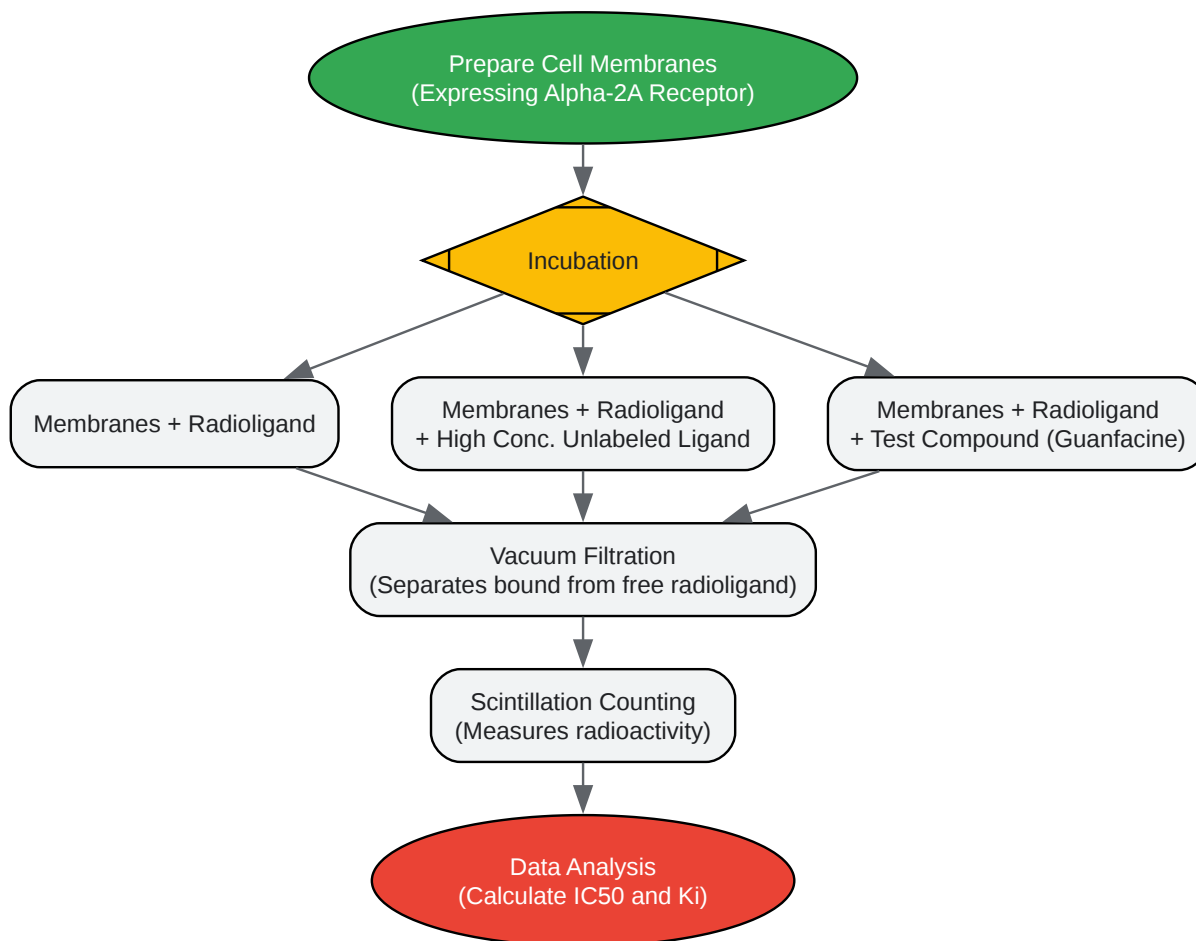 Prepare Cell Membranes
(Expressing Alpha-2A Receptor)
Incubation
Membranes + Radioligand
Membranes + Radioligand
+ High Conc. Unlabeled Ligand
Membranes + Radioligand
+ Test Compound (Guanfacine)
Vacuum Filtration
(Separates bound from free radioligand)
Scintillation Counting
(Measures radioactivity)
Data Analysis
(Calculate IC50 and Ki)